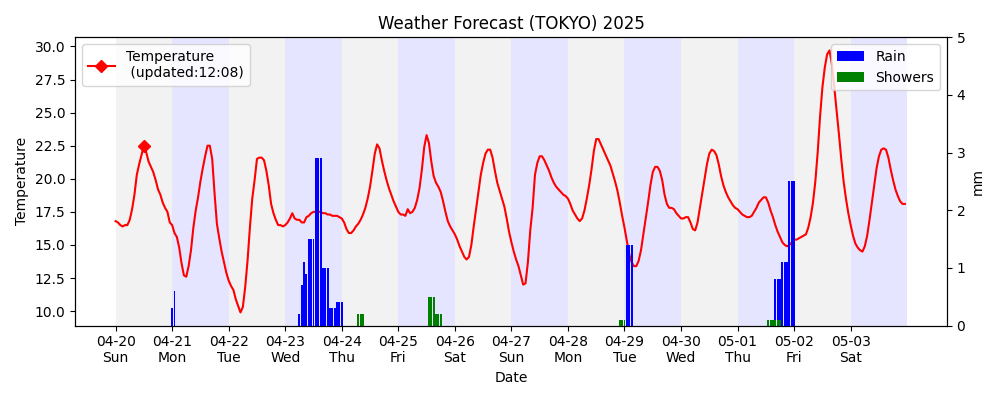 Weather Forecast (TOKYO) 2025
Temperature
(updated:12:08)
Rain
Showers
30.0
27.5
25.0
22.5
20.0
17.5
15.0
12.5
10.0
Temperature
5
4
3
2
1
0
mm
04-20 04-21 04-22 04-23 04-24 04-25 04-26 04-27 04-28 04-29 04-30 05-01 05-02 05-03
Sun Mon Tue Wed Thu Fri Sat Sun Mon Tue Wed Thu Fri Sat
Date